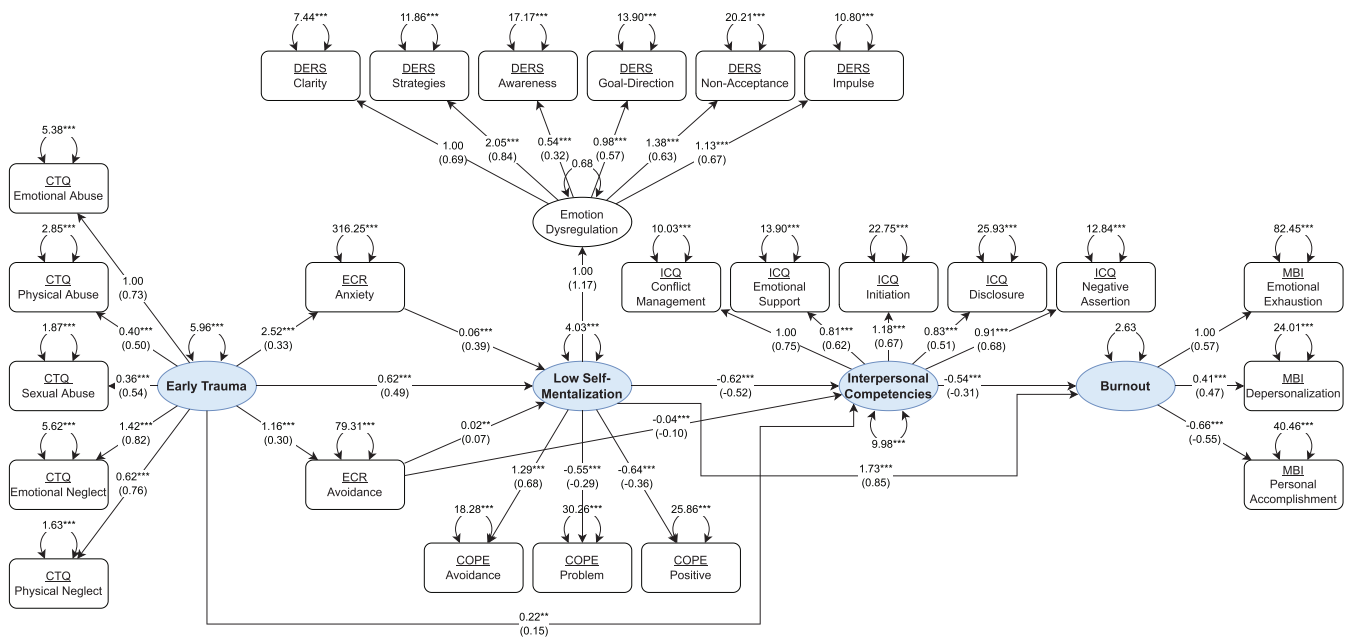 7.44***
11.86***
17.17***
13.90***
20.21***
10.80***
DERS
Clarity
DERS
Strategies
DERS
Awareness
DERS
Goal-Direction
DERS
Non-Acceptance
DERS
Impulse
1.00
(0.69)
2.05***
(0.84)
0.54***
(0.32)
0.98***
(0.57)
1.38***
(0.63)
1.13***
(0.67)
0.68
Emotion
Dysregulation
1.00
(1.17)
5.38***
CTQ
Emotional Abuse
2.85***
CTQ
Physical Abuse
1.87***
CTQ
Sexual Abuse
5.62***
CTQ
Emotional Neglect
1.63***
CTQ
Physical Neglect
1.00
(0.73)
0.40***
(0.50)
0.36***
(0.54)
1.42***
(0.82)
0.62***
(0.76)
5.96***
Early Trauma
2.52***
(0.33)
1.16***
(0.30)
316.25***
ECR
Anxiety
79.31***
ECR
Avoidance
0.06***
(0.39)
0.62***
(0.49)
0.02**
(0.07)
4.03***
Low Self-
Mentalization
1.29***
(0.68)
-0.55***
(-0.29)
-0.64***
(-0.36)
18.28***
COPE
Avoidance
30.26***
COPE
Problem
25.86***
COPE
Positive
-0.62***
(-0.52)
-0.04***
(-0.10)
10.03***
ICQ
Conflict
Management
13.90***
ICQ
Emotional
Support
22.75***
ICQ
Initiation
25.93***
ICQ
Disclosure
12.84***
ICQ
Negative
Assertion
1.00
(0.75)
0.81***
(0.62)
1.18***
(0.67)
0.83***
(0.51)
0.91***
(0.68)
Interpersonal
Competencies
9.98***
-0.54***
(-0.31)
1.73***
(0.85)
0.22**
(0.15)
2.63
Burnout
1.00
(0.57)
0.41***
(0.47)
-0.66***
(-0.55)
82.45***
MBI
Emotional
Exhaustion
24.01***
MBI
Depersonalization
40.46***
MBI
Personal
Accomplishment